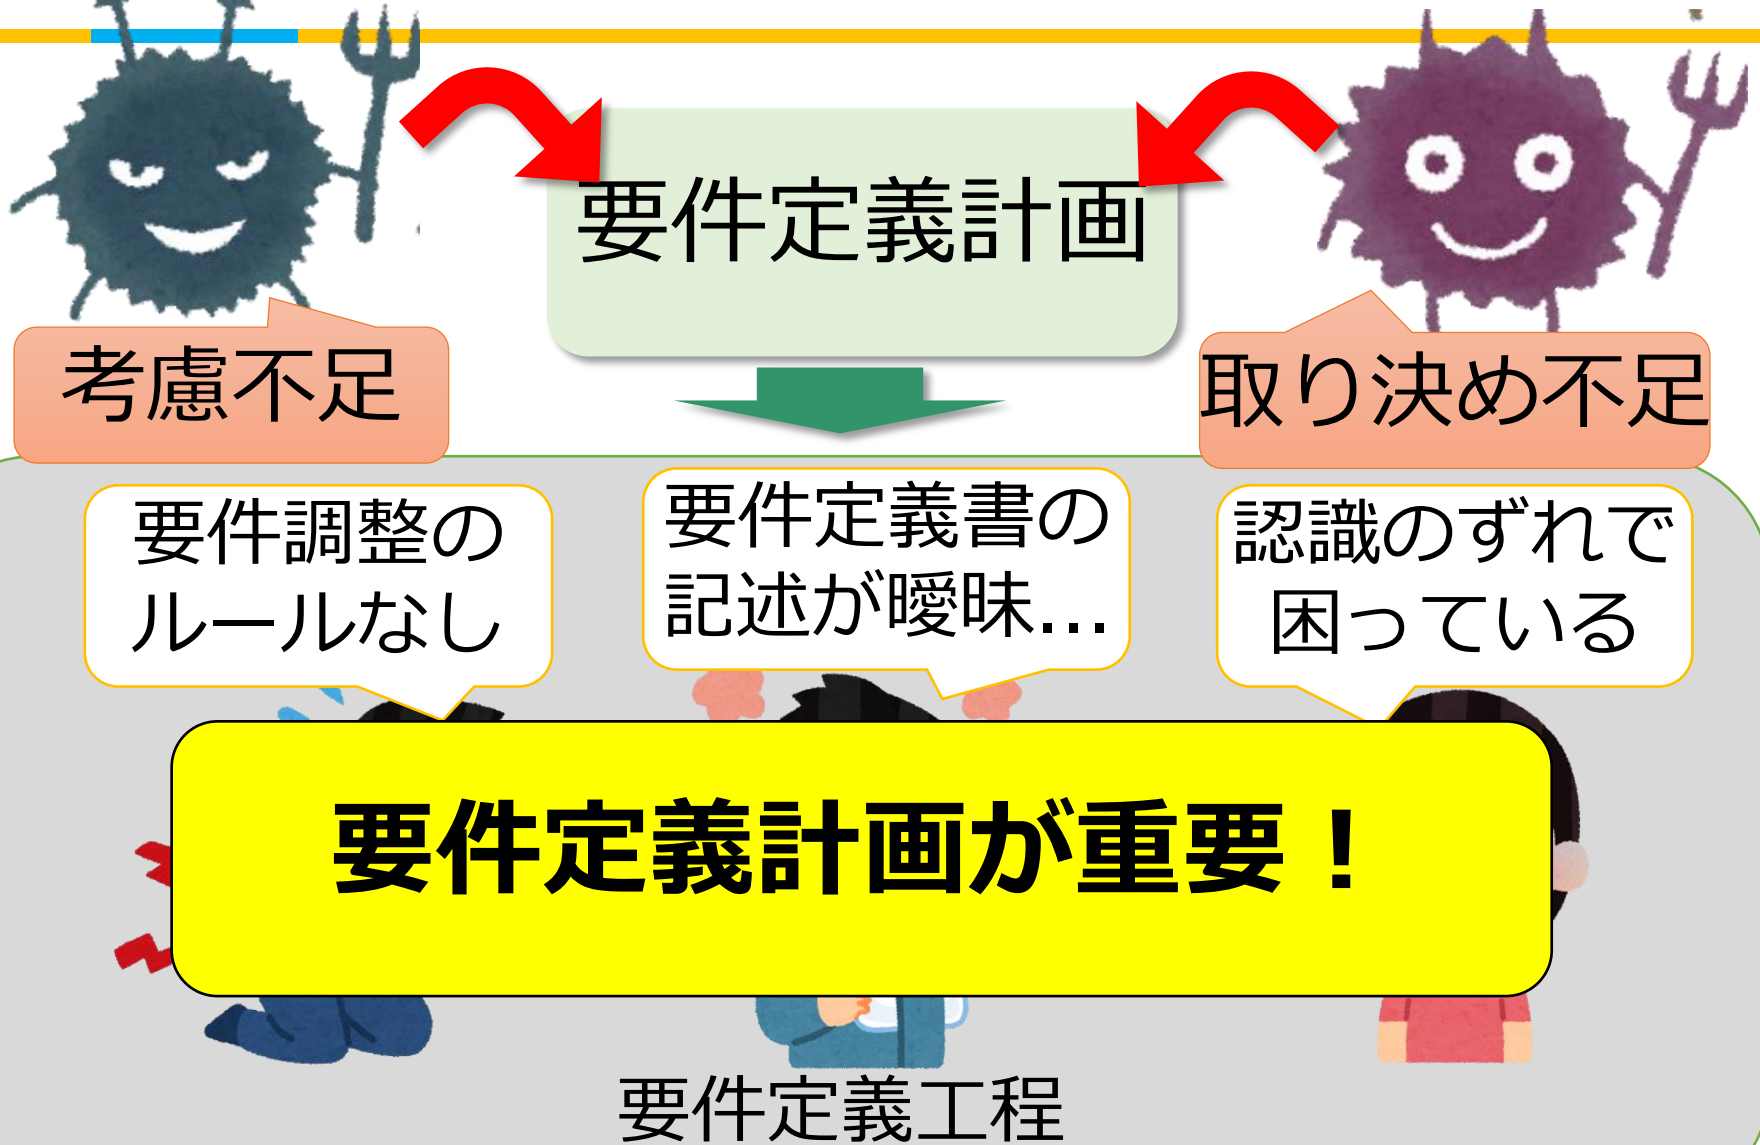 要件定義計画
考慮不足
取り決め不足
要件調整の
ルールなし
要件定義書の
記述が曖昧…
認識のずれで
困っている
要件定義計画が重要！
要件定義工程